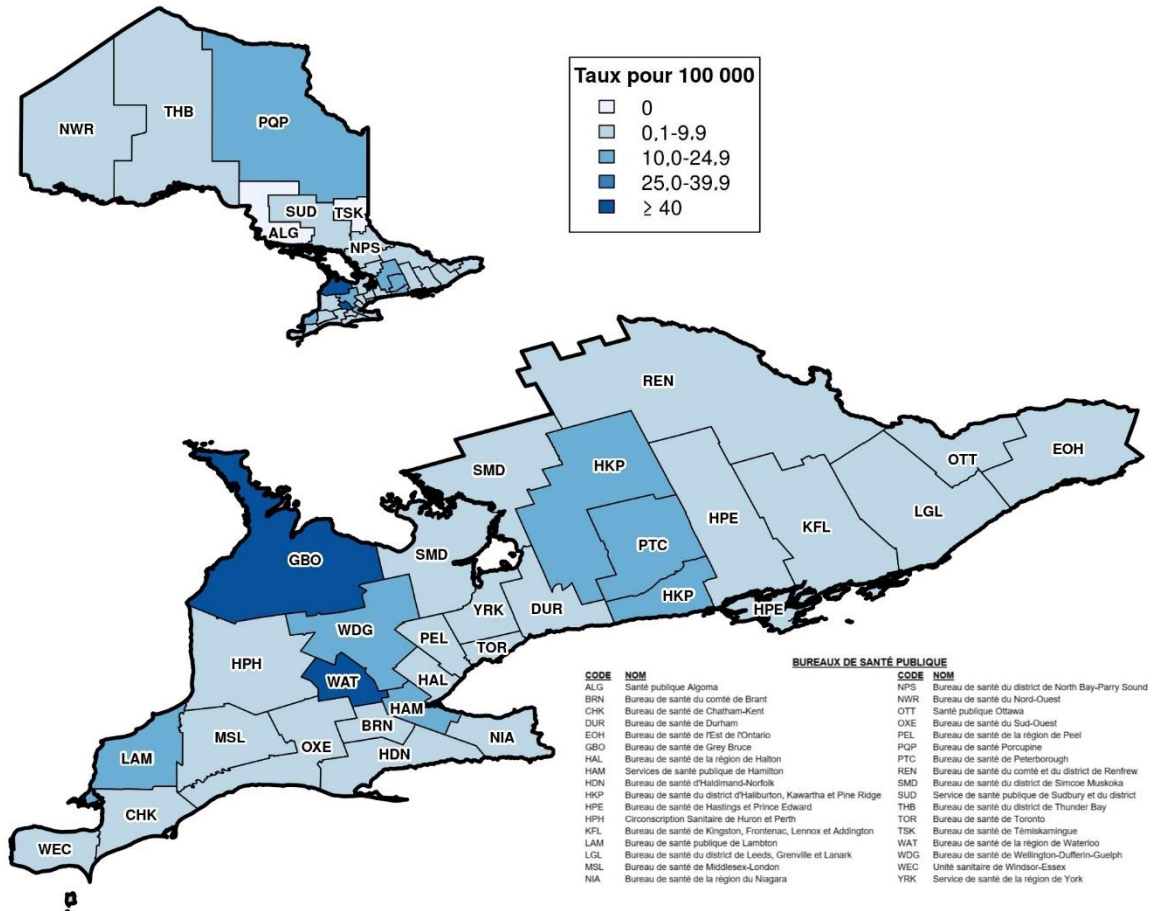 Taux pour 100 000
0
0,1-9,9
10,0-24,9
25,0-39,9
≥ 40
NWR
THB
PQP
SUD
TSK
ALG
NPS
REN
SMD
HKP
OTT
EOH
HPE
KFL
LGL
PTC
GBO
SMD
HKP
HPE
YRK
DUR
WDG
PEL
TOR
HPH
WAT
HAL
HAM
BRN
NIA
MSL
OXE
HDN
LAM
CHK
WEC
BUREAUX DE SANTÉ PUBLIQUE
CODE NOM CODE NOM
ALG Santé publique Algoma NPS Bureau de santé du district de North Bay-Parry Sound
BRN Bureau de santé du comté de Brant NWR Bureau de santé du Nord-Ouest
CHK Bureau de santé de Chatham-Kent OTT Santé publique Ottawa
DUR Bureau de santé de Durham OXE Bureau de santé du Sud-Ouest
EOH Bureau de santé de l'Est de l'Ontario PEL Bureau de santé de la région de Peel
GBO Bureau de santé de Grey Bruce PQP Bureau de santé Porcupine
HAL Bureau de santé de la région de Halton PTC Bureau de santé de Peterborough
HAM Services de santé publique de Hamilton REN Bureau de santé du comté et du district de Renfrew
HDN Bureau de santé d'Haldimand-Norfolk SMD Bureau de santé du district de Simcoe Muskoka
HKP Bureau de santé du district d'Haliburton, Kawartha et Pine Ridge SUD Service de santé publique de Sudbury et du district
HPE Bureau de santé de Hastings et Prince Edward THB Bureau de santé du district de Thunder Bay
HPH Circonscription Sanitaire de Huron et Perth TOR Bureau de santé de Toronto
KFL Bureau de santé de Kingston, Frontenac, Lennox et Addington TSK Bureau de santé de Témiskamingue
LAM Bureau de santé publique de Lambton WAT Bureau de santé de la région de Waterloo
LGL Bureau de santé du district de Leeds, Grenville et Lanark WDG Bureau de santé de Wellington-Dufferin-Guelph
MSL Bureau de santé de Middlesex-London WEC Unité sanitaire de Windsor-Essex
NIA Bureau de santé de la région du Niagara YRK Service de santé de la région de York